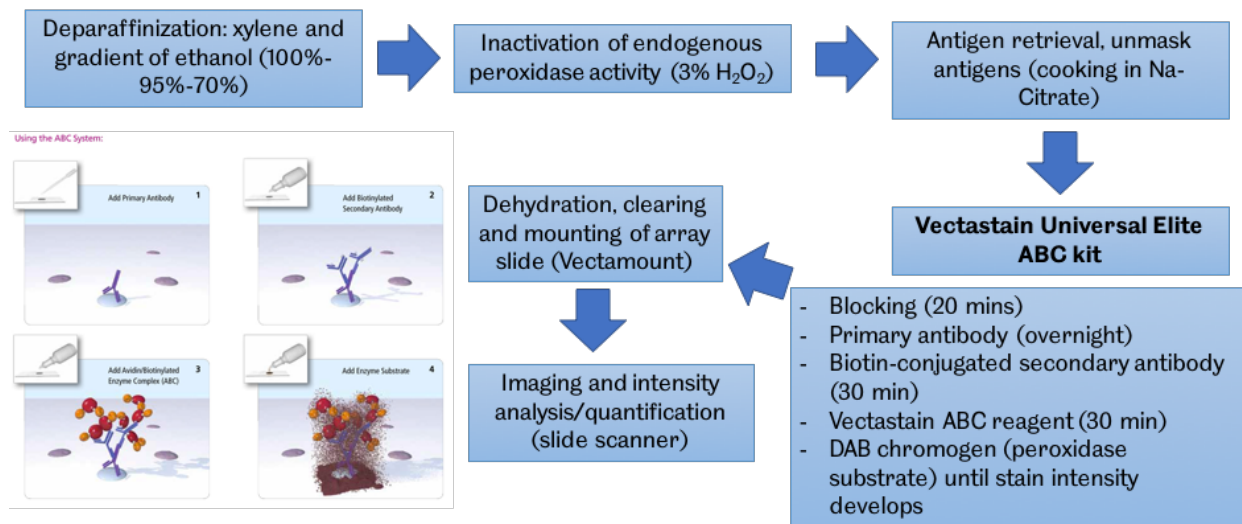 Deparaffinization: xylene and
gradient of ethanol (100%-
95%-70%)
Inactivation of endogenous
peroxidase activity (3% H₂O₂)
Antigen retrieval, unmask
antigens (cooking in Na-
Citrate)
Vectastain Universal Elite
ABC kit
- Blocking (20 mins)
- Primary antibody (overnight)
- Biotin-conjugated secondary antibody
(30 min)
- Vectastain ABC reagent (30 min)
- DAB chromogen (peroxidase
substrate) until stain intensity
develops
Dehydration, clearing
and mounting of array
slide (Vectamount)
Imaging and intensity
analysis/quantification
(slide scanner)
Using the ABC System:
Add Primary Antibody 1
Add Biotinylated 2
Secondary Antibody
Add Avidin/Biotinylated 3
Enzyme Complex (ABC)
Add Enzyme Substrate 4